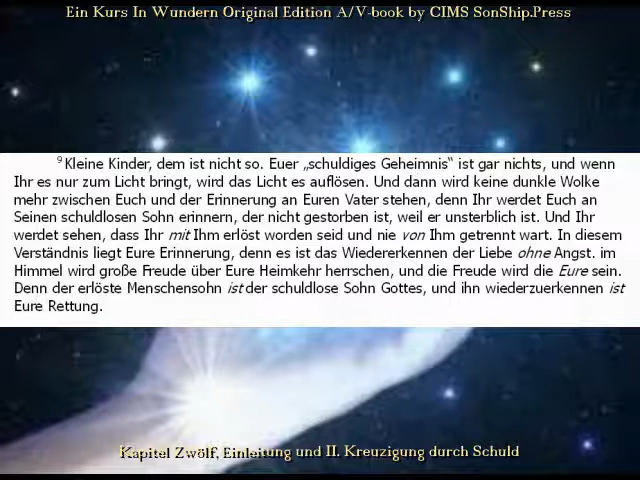 Ein Kurs In Wundern Original Edition A/V-book by CIMS SonShip.Press
9 Kleine Kinder, dem ist nicht so. Euer „schuldiges Geheimnis“ ist gar nichts, und wenn
Ihr es nur zum Licht bringt, wird das Licht es auflösen. Und dann wird keine dunkle Wolke
mehr zwischen Euch und der Erinnerung an Euren Vater stehen, denn Ihr werdet Euch an
Seinen schuldlosen Sohn erinnern, der nicht gestorben ist, weil er unsterblich ist. Und Ihr
werdet sehen, dass Ihr mit Ihm erlöst worden seid und nie von Ihm getrennt wart. In diesem
Verständnis liegt Eure Erinnerung, denn es ist das Wiedererkennen der Liebe ohne Angst. im
Himmel wird große Freude über Eure Heimkehr herrschen, und die Freude wird die Eure sein.
Denn der erlöste Menschensohn ist der schuldlose Sohn Gottes, und ihn wiederzuerkennen ist
Eure Rettung.
Kapitel Zwölf, Einleitung und II. Kreuzigung durch Schuld